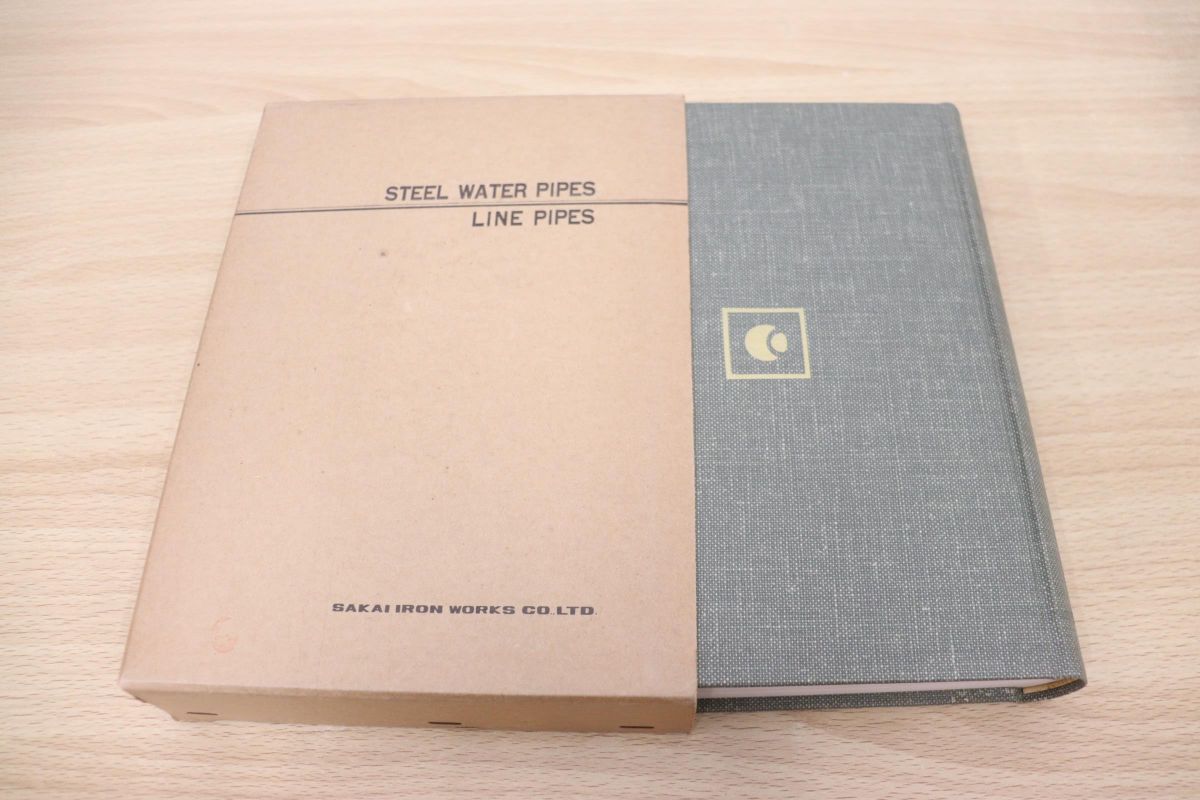 STEEL WATER PIPES
LINE PIPES
SAKAI IRON WORKS CO., LTD.